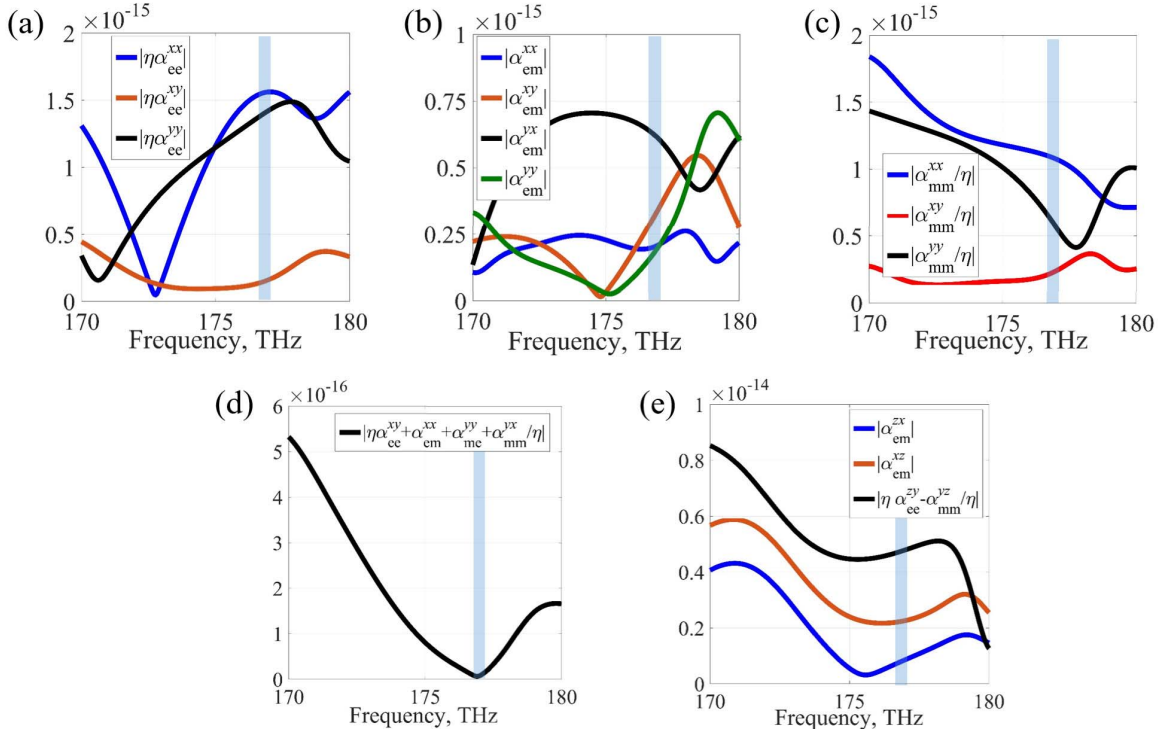 (a)
×10⁻¹⁵
2
1.5
1
0.5
0
|ηα_ee^xx|
|ηα_ee^xy|
|ηα_ee^yy|
170
175
180
Frequency, THz
(b)
×10⁻¹⁵
1
0.75
0.5
0.25
0
|α_em^xx|
|α_em^xy|
|α_em^yx|
|α_em^yy|
170
175
180
Frequency, THz
(c)
×10⁻¹⁵
2
1.5
1
0.5
0
|α_mm^xx/η|
|α_mm^xy/η|
|α_mm^yy/η|
170
175
180
Frequency, THz
(d)
×10⁻¹⁶
6
5
4
3
2
1
0
|ηα_ee^xy+α_em^xx+α_me^yy+α_mm^yx/η|
170
175
180
Frequency, THz
(e)
×10⁻¹⁴
1
0.8
0.6
0.4
0.2
0
|α_em^zx|
|α_em^xz|
|η α_ee^zy-α_mm^yz/η|
170
175
180
Frequency, THz